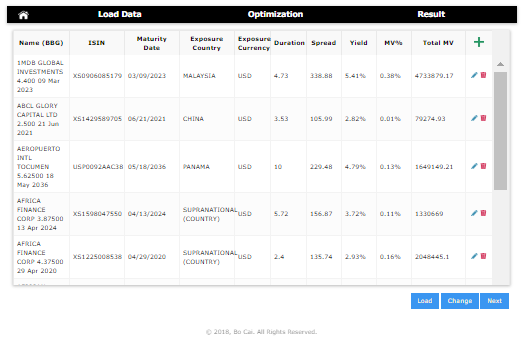 Load Data Optimization Result
Name (BBG) ISIN Maturity Date Exposure Country Exposure Currency Duration Spread Yield MV% Total MV
1MDB GLOBAL
INVESTMENTS
4.400 09 Mar
2023
XS0906085179 03/09/2023 MALAYSIA USD 4.73 338.88 5.41% 0.38% 4733879.17
ABCL GLORY
CAPITAL LTD
2.500 21 Jun
2021
XS1429589705 06/21/2021 CHINA USD 3.53 105.99 2.82% 0.01% 79274.93
AEROPUERTO
INTL
TOCUMEN
5.62500 18
May 2036
USP0092AAC38 05/18/2036 PANAMA USD 10 229.48 4.79% 0.13% 1649149.21
AFRICA
FINANCE
CORP 3.87500
13 Apr 2024
XS1598047550 04/13/2024 SUPRANATIONAL (COUNTRY) USD 5.72 156.87 3.72% 0.11% 1330669
AFRICA
FINANCE
CORP 4.37500
29 Apr 2020
XS1225008538 04/29/2020 SUPRANATIONAL (COUNTRY) USD 2.4 135.74 2.93% 0.16% 2048445.1
Load Change Next
© 2018, Bo Cai. All Rights Reserved.